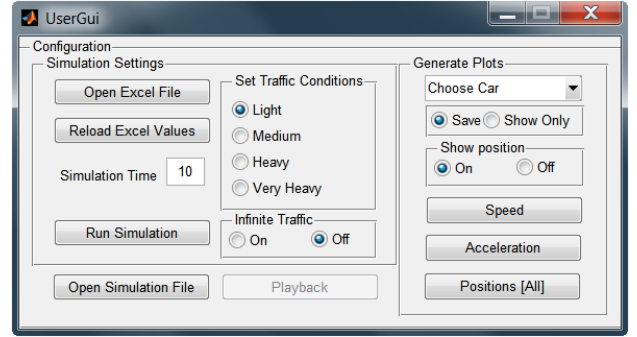 UserGui
Configuration
Simulation Settings
Open Excel File
Reload Excel Values
Simulation Time 10
Run Simulation
Set Traffic Conditions
Light
Medium
Heavy
Very Heavy
Infinite Traffic
On Off
Open Simulation File
Playback
Generate Plots
Choose Car
Save Show Only
Show position
On Off
Speed
Acceleration
Positions [All]